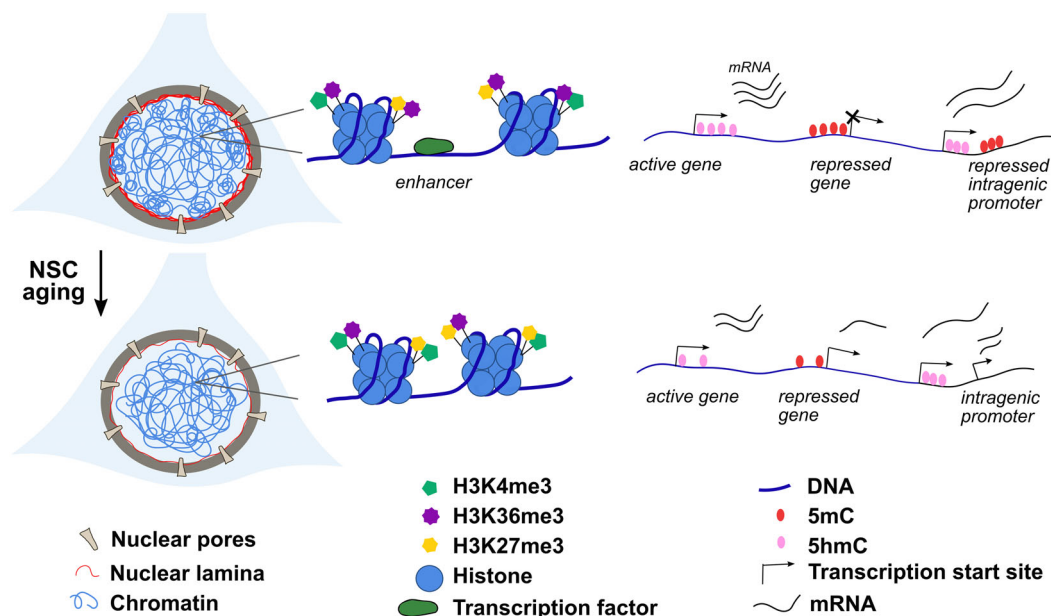 mRNA
enhancer
active gene
repressed
gene
repressed
intragenic
promoter
NSC
aging
active gene
repressed
gene
intragenic
promoter
Nuclear pores
Nuclear lamina
Chromatin
H3K4me3
H3K36me3
H3K27me3
Histone
Transcription factor
DNA
5mC
5hmC
Transcription start site
mRNA